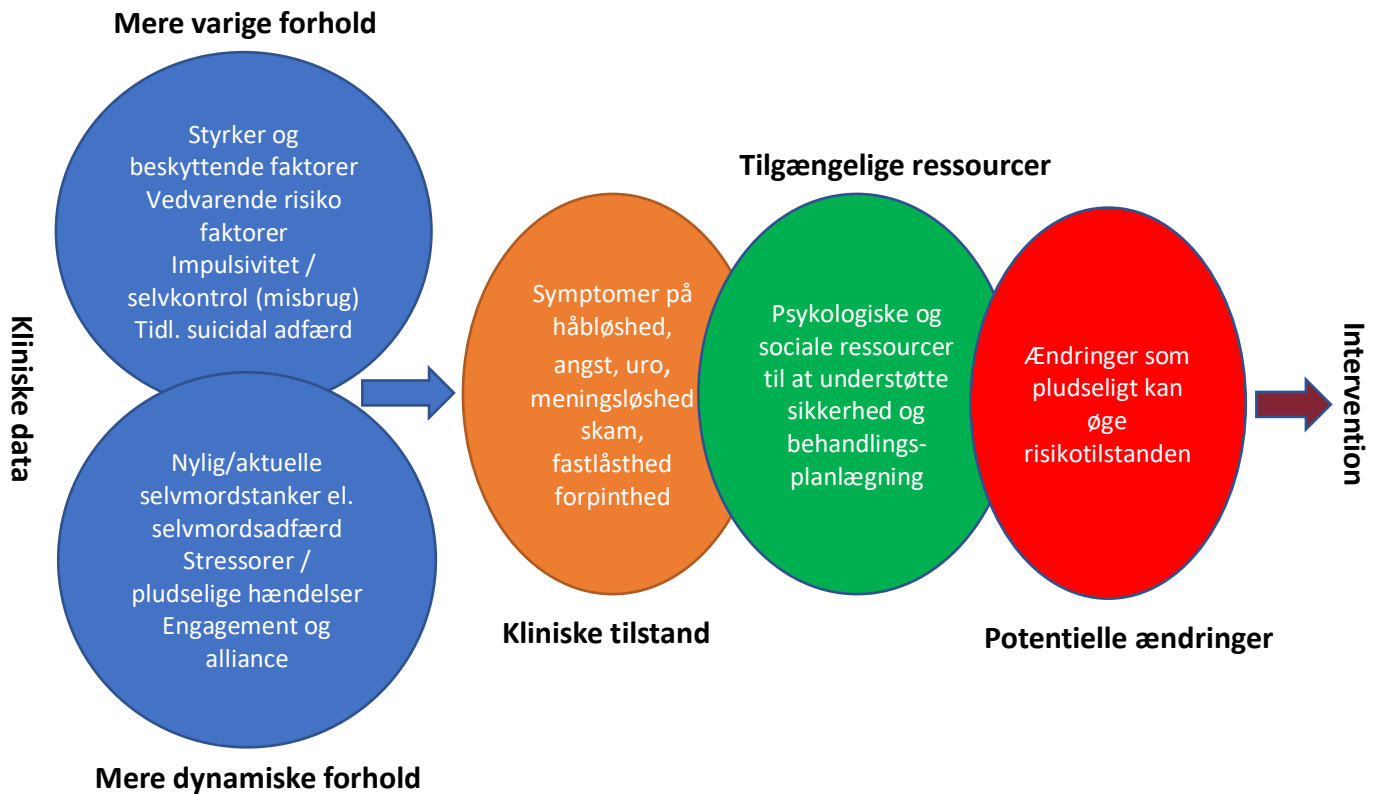 Mere varige forhold
Styrker og
beskyttende faktorer
Vedvarende risiko
faktorer
Impulsivitet /
selvkontrol (misbrug)
Tidl. suicidal adfærd
Kliniske data
Nylig/aktuelle
selvmordstanker el.
selvmordsadfærd
Stressorer /
pludselige hændelser
Engagement og
alliance
Mere dynamiske forhold
Symptomer på
håbløshed,
angst, uro,
meningsløshed
skam,
fastlåsthed
forpinthed
Kliniske tilstand
Tilgængelige ressourcer
Psykologiske og
sociale ressourcer
til at understøtte
sikkerhed og
behandlings-
planlægning
Ændringer som
pludseligt kan
øge
risikotilstanden
Potentielle ændringer
Intervention